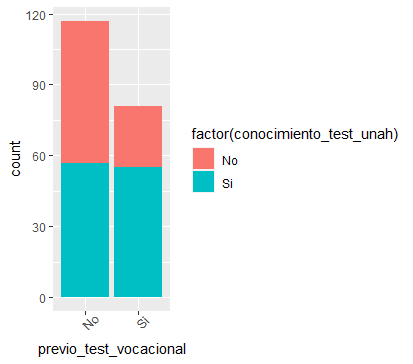 120
90
60
30
0
count
No
Si
previo_test_vocacional
factor(conocimiento_test_unah)
No
Si